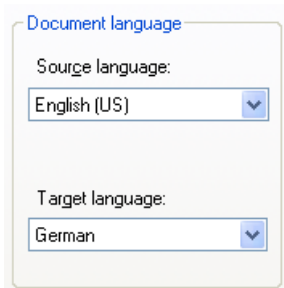 Document language
Source language:
English (US)
Target language:
German